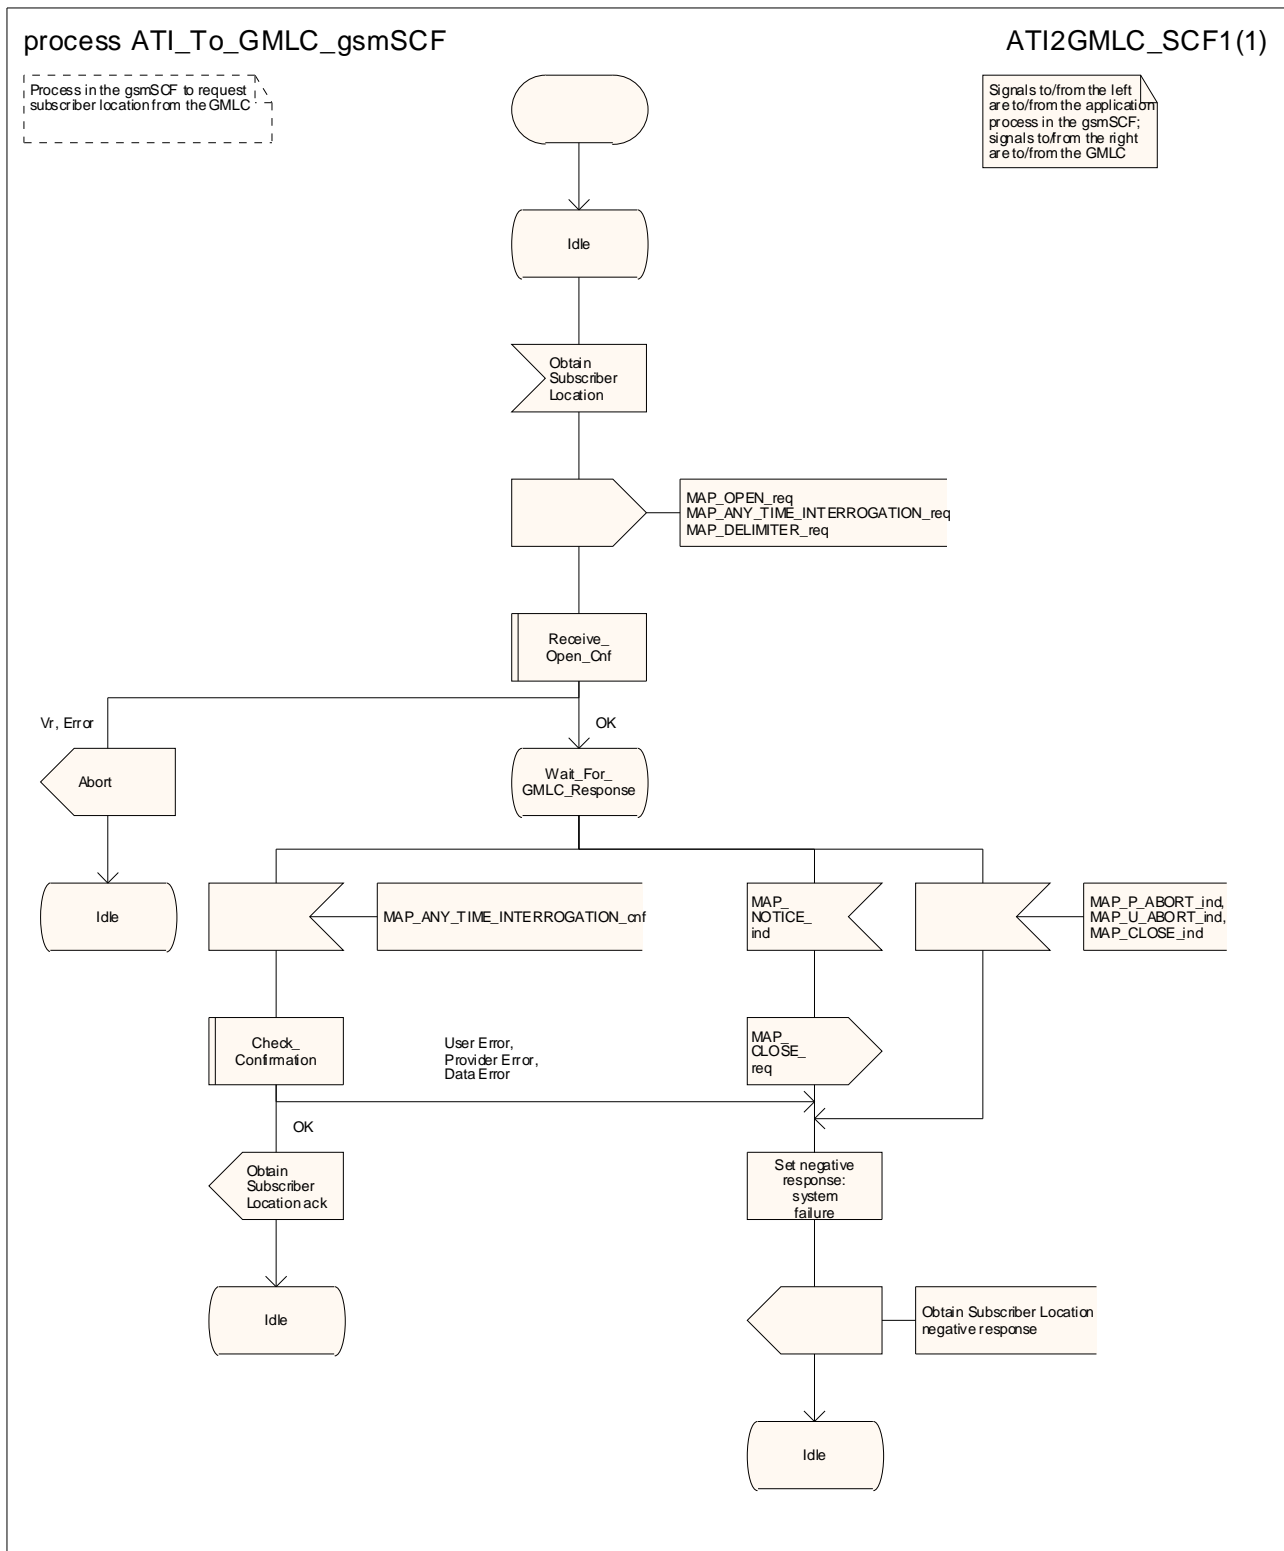 process ATI_To_GMLC_gsmSCF
ATI2GMLC_SCF1(1)
Process in the gsmSCF to request
subscriber location from the GMLC
Signals to/from the left
are to/from the application
process in the gsmSCF;
signals to/from the right
are to/from the GMLC
Idle
Obtain
Subscriber
Location
MAP_OPEN_req
MAP_ANY_TIME_INTERROGATION_req
MAP_DELIMITER_req
Receive_
Open_Cnf
Vr, Error
OK
Abort
Wait_For_
GMLC_Response
Idle
MAP_ANY_TIME_INTERROGATION_cnf
MAP_
NOTICE_
ind
MAP_P_ABORT_ind,
MAP_U_ABORT_ind,
MAP_CLOSE_ind
Check_
Confirmation
User Error,
Provider Error,
Data Error
MAP_
CLOSE_
req
OK
Obtain
Subscriber
Location ack
Set negative
response:
system
failure
Idle
Obtain Subscriber Location
negative response
Idle